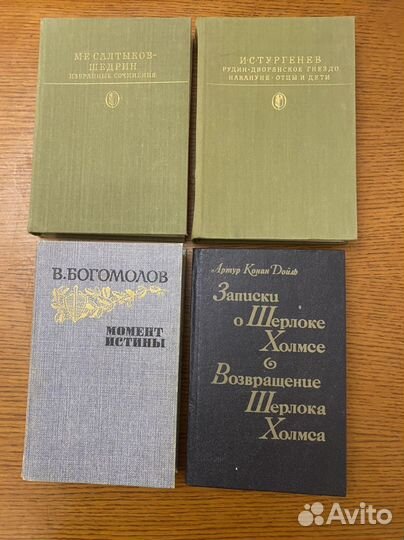 М·Е·САЛТЫКОВ-
ЩЕДРИН
ИЗБРАННЫЕ СОЧИНЕНИЯ
И·С·ТУРГЕНЕВ
РУДИН·ДВОРЯНСКОЕ ГНЕЗДО
НАКАНУНЕ·ОТЦЫ И ДЕТИ
В.БОГОМОЛОВ
МОМЕНТ
ИСТИНЫ
Артур Конан Дойль
Записки
о Шерлоке
Холмсе
Возвращение
Шерлока
Холмса
Avito